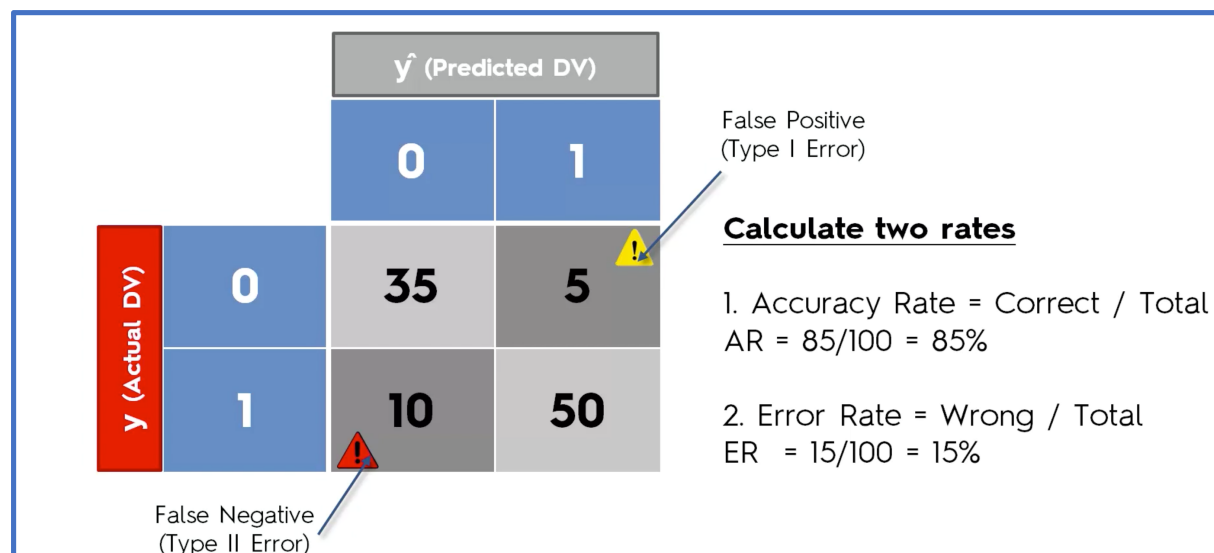 ŷ (Predicted DV)
0 1
False Positive
(Type I Error)
y (Actual DV)
0 35 5
1 10 50
False Negative
(Type II Error)
Calculate two rates
1. Accuracy Rate = Correct / Total
AR = 85/100 = 85%
2. Error Rate = Wrong / Total
ER = 15/100 = 15%